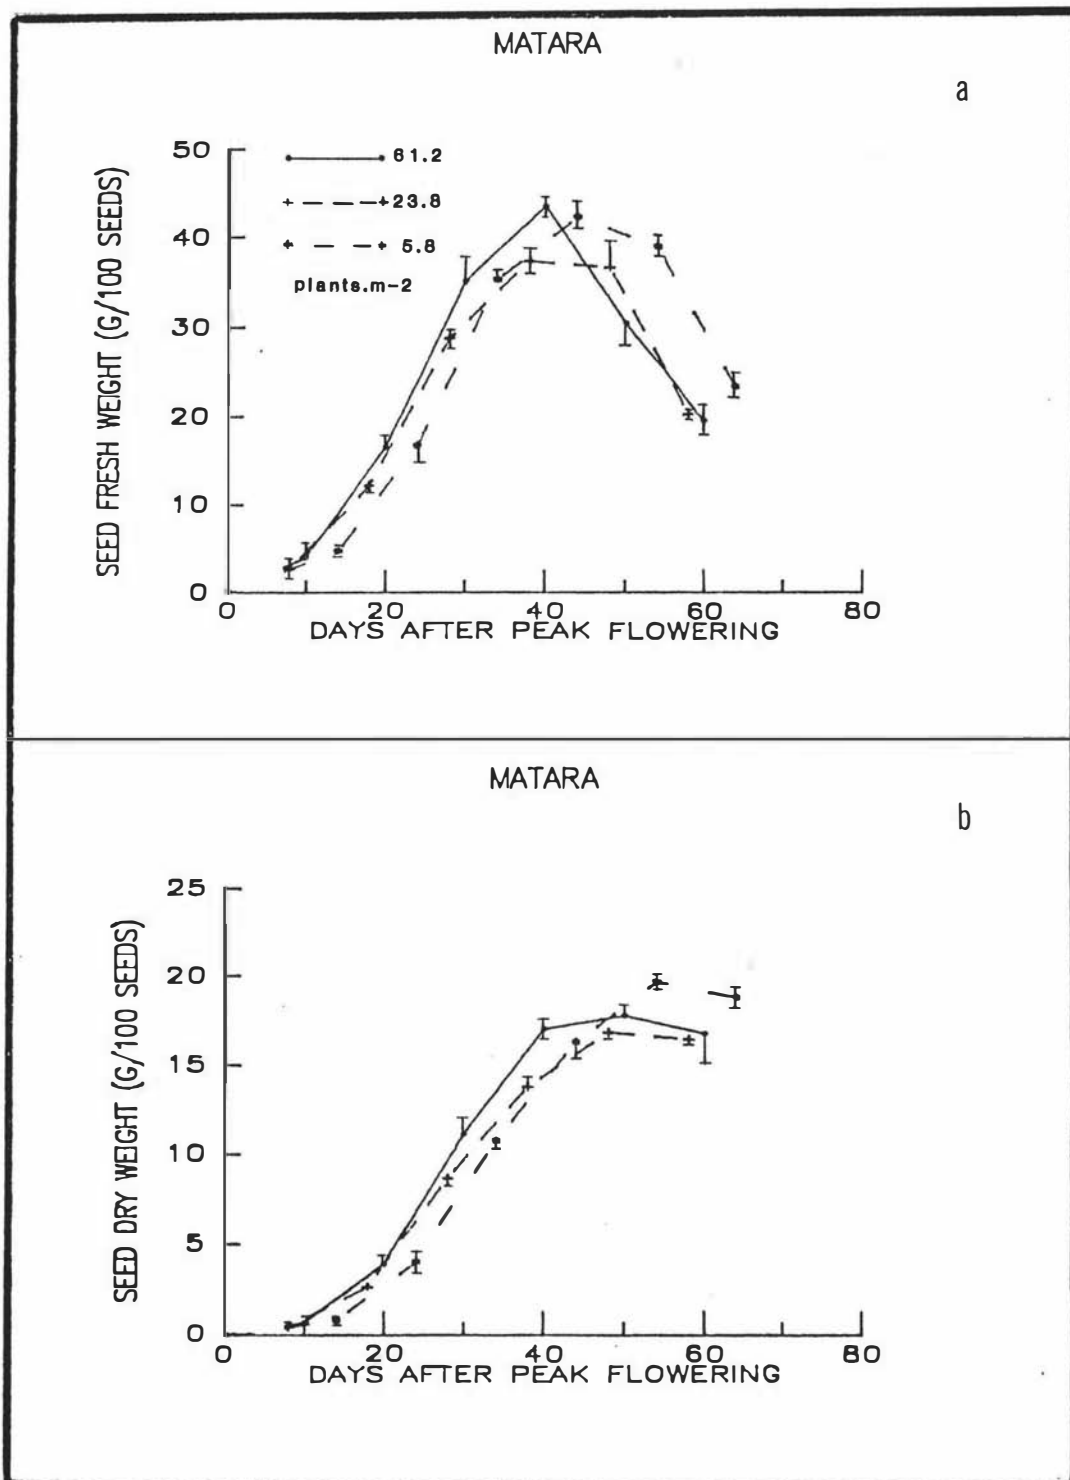 MATARA
a
SEED FRESH WEIGHT (G/100 SEEDS)
50
40
30
20
10
0
61.2
23.8
5.8
plants.m-2
0 20 40 60 80
DAYS AFTER PEAK FLOWERING
MATARA
b
SEED DRY WEIGHT (G/100 SEEDS)
25
20
15
10
5
0
0 20 40 60 80
DAYS AFTER PEAK FLOWERING